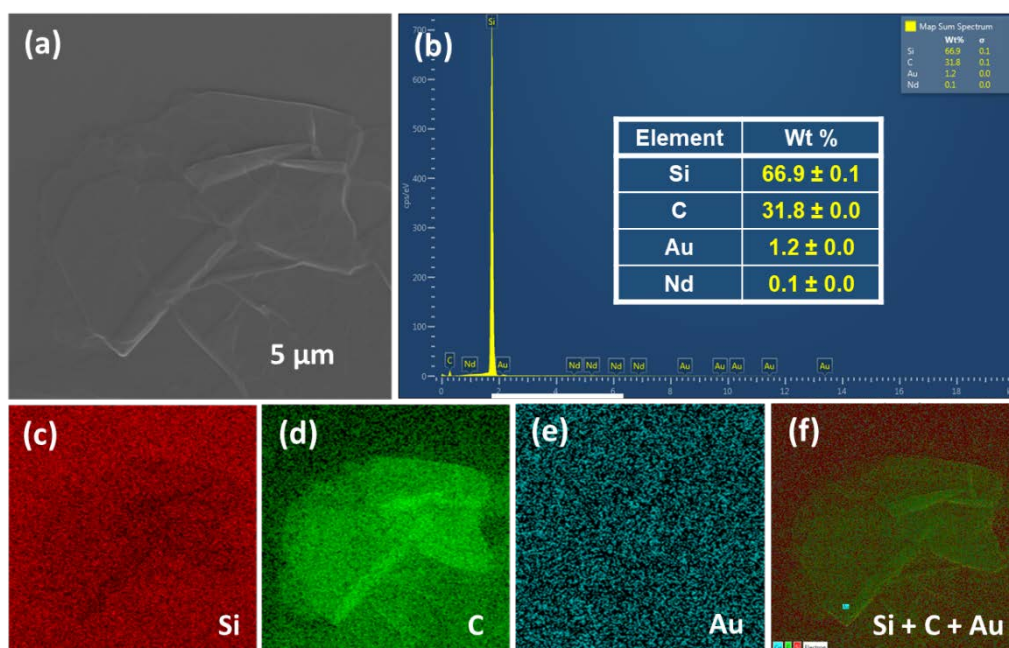 (a)
5 µm
(b)
Si
Map Sum Spectrum
Wt% σ
Si 66.9 0.1
C 31.8 0.1
Au 1.2 0.0
Nd 0.1 0.0
700
600
500
400
300
200
100
0
cps/eV
Element Wt %
Si 66.9 ± 0.1
C 31.8 ± 0.0
Au 1.2 ± 0.0
Nd 0.1 ± 0.0
C Nd Au Nd Nd Nd Nd Au Au Au Au Au
0 2 4 6 8 10 12 14 16 18
(c)
Si
(d)
C
(e)
Au
(f)
Si + C + Au